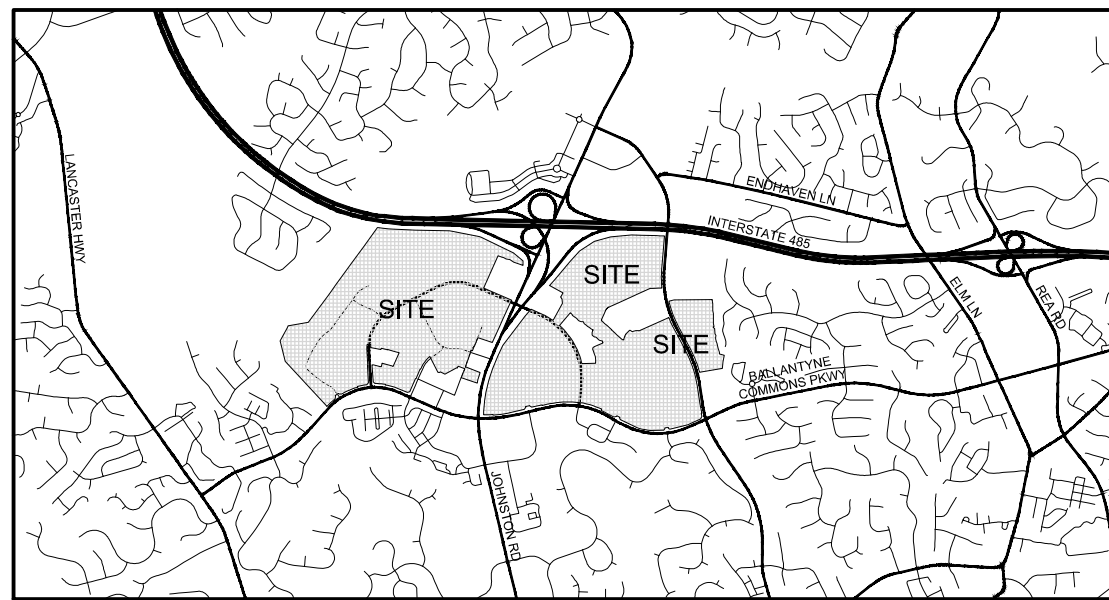 LANCASTER HWY
ENDHAVEN LN
INTERSTATE 485
SITE
SITE
SITE
ELM LN
REA RD
BALLANTYNE
COMMONS PKWY
JOHNSTON RD